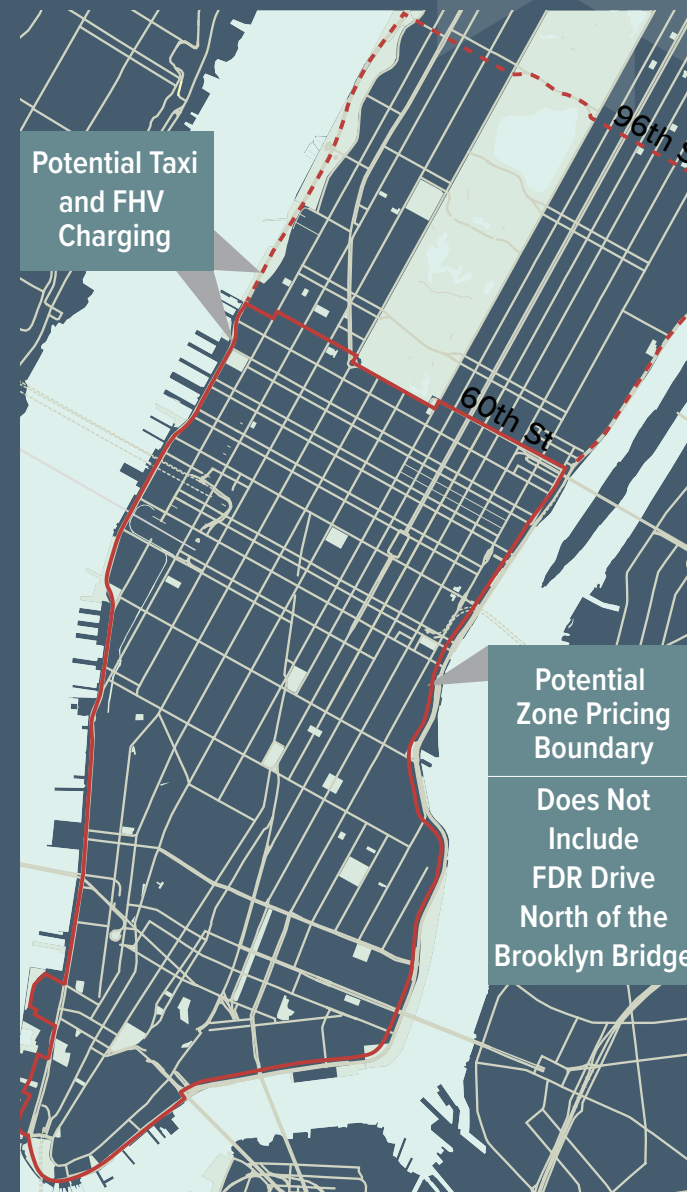 96th S
Potential Taxi
and FHV
Charging
60th St
Potential
Zone Pricing
Boundary
Does Not
Include
FDR Drive
North of the
Brooklyn Bridge